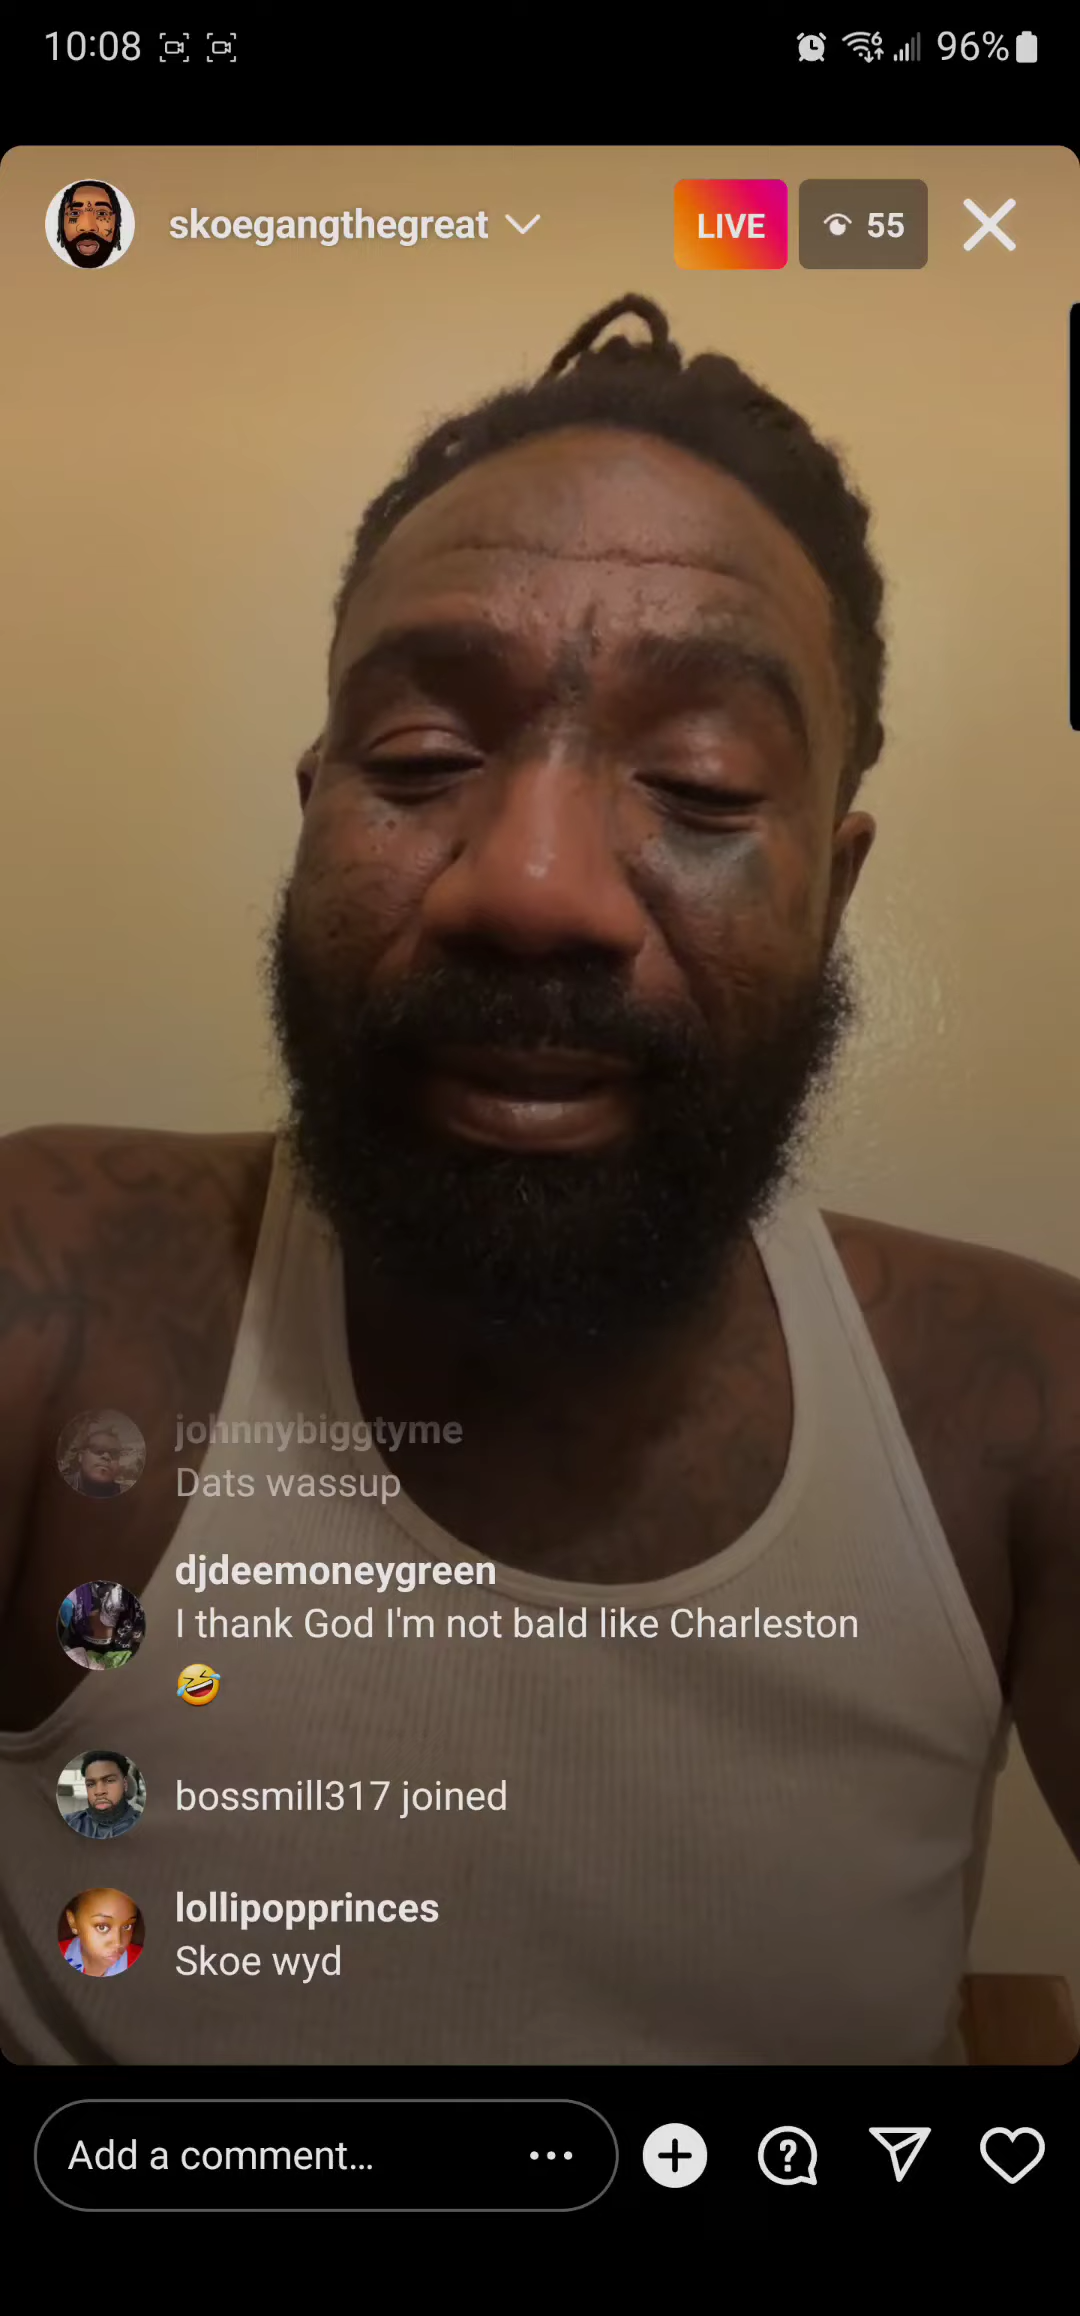 10:08
96%
skoegangthegreat
LIVE
55
johnnybiggtyme
Dats wassup
djdeemoneygreen
I thank God I'm not bald like Charleston
🤣
bossmill317 joined
lollipopprinces
Skoe wyd
Add a comment...